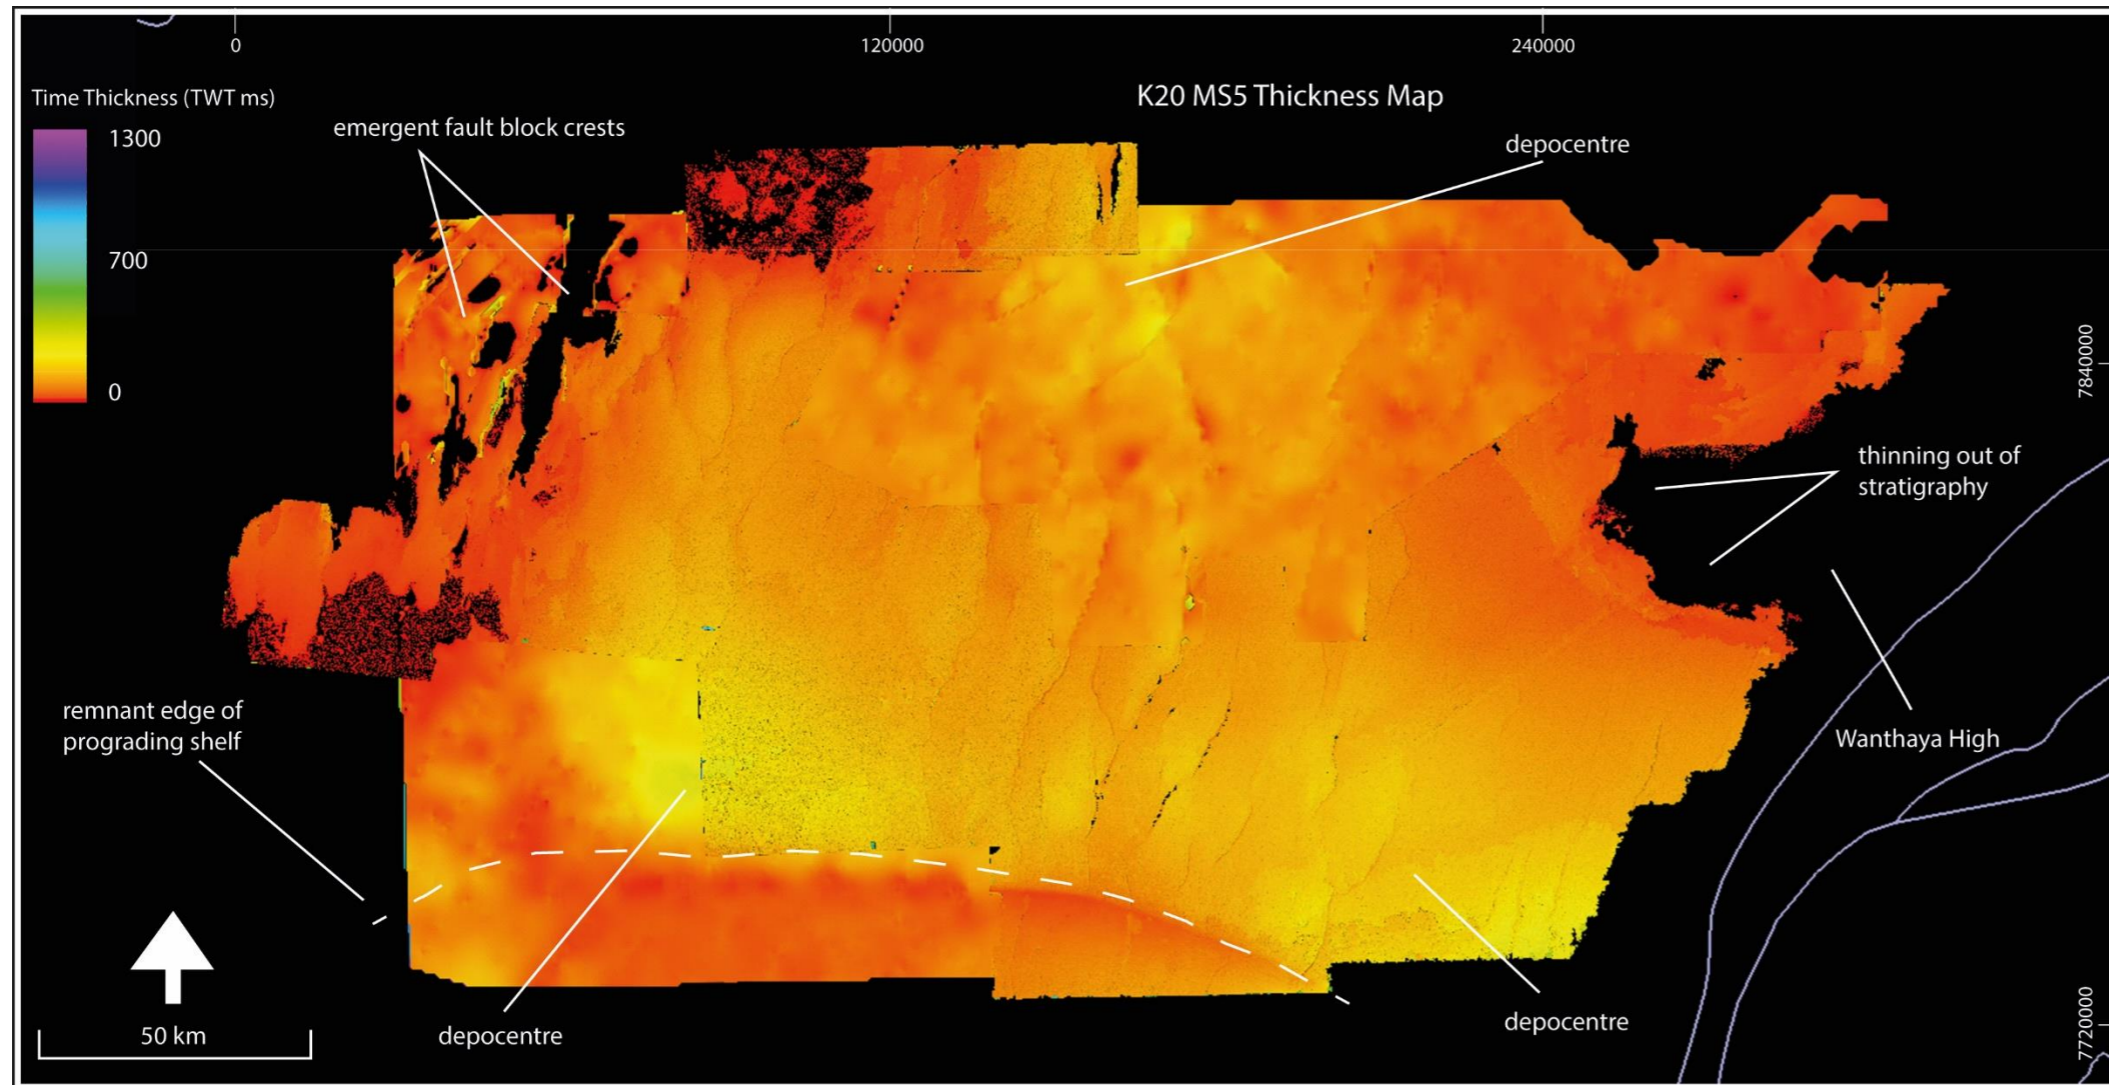 0
120000
240000
K20 MS5 Thickness Map
Time Thickness (TWT ms)
1300
700
0
emergent fault block crests
depocentre
7840000
thinning out of
stratigraphy
remnant edge of
prograding shelf
Wanthaya High
50 km
depocentre
depocentre
7720000